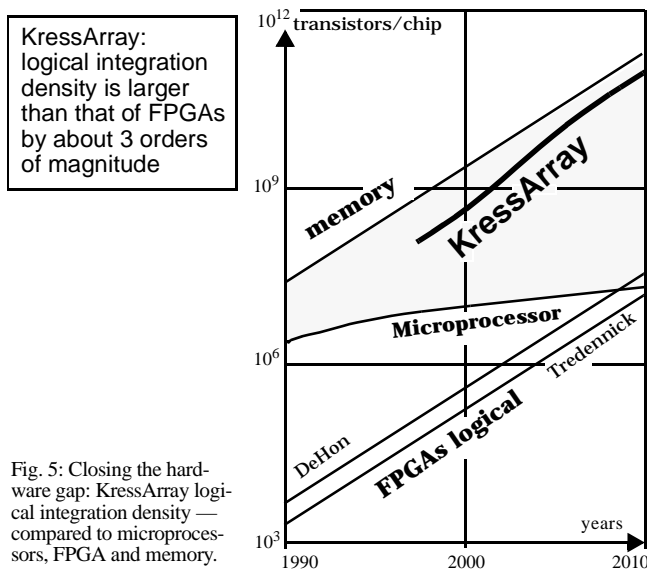 KressArray:
logical integration
density is larger
than that of FPGAs
by about 3 orders
of magnitude
10^12
transistors/chip
10^9
10^6
10^3
memory
KressArray
Microprocessor
Tredennick
DeHon
FPGAs logical
years
1990
2000
2010
Fig. 5: Closing the hard-
ware gap: KressArray logi-
cal integration density —
compared to microproces-
sors, FPGA and memory.